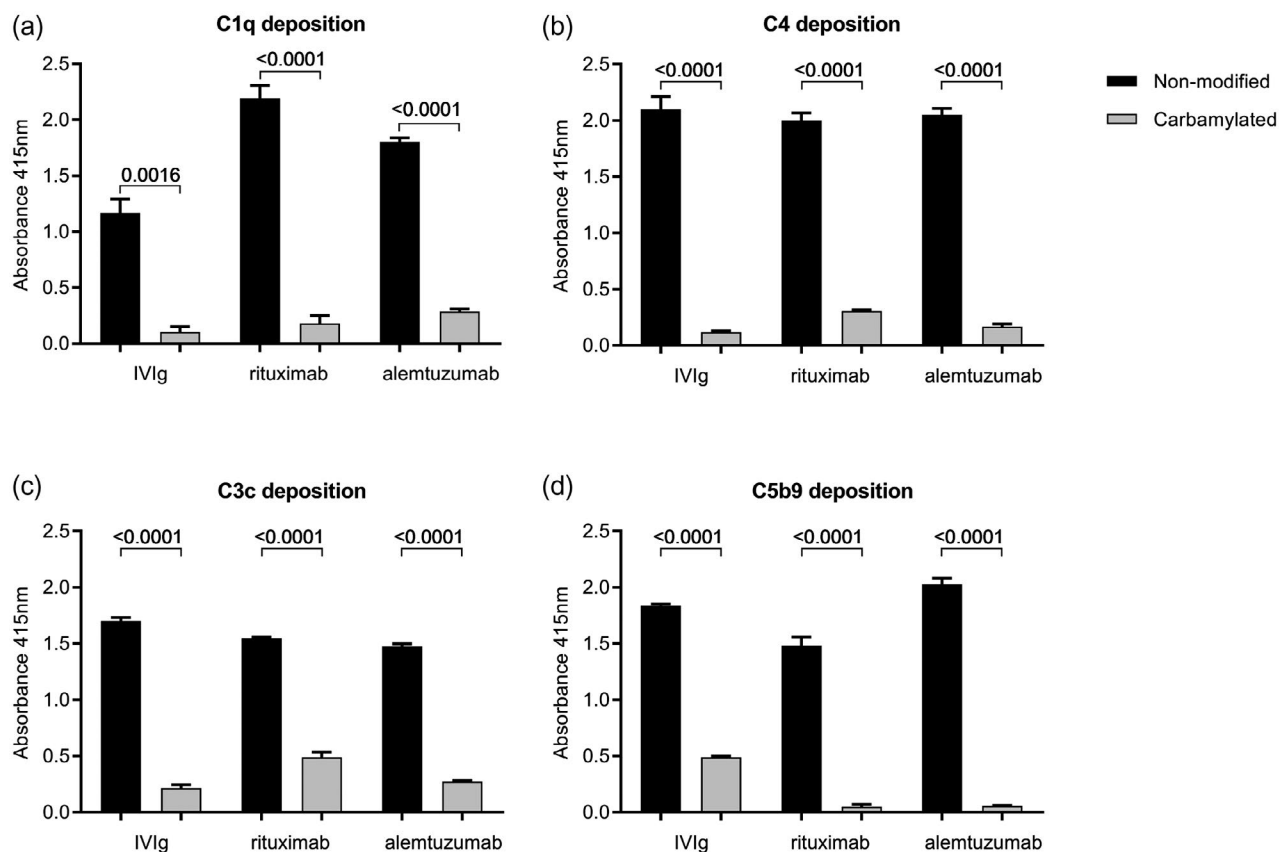 (a)
C1q deposition
Absorbance 415nm
2.5
2.0
1.5
1.0
0.5
0.0
0.0016
<0.0001
<0.0001
IVIg rituximab alemtuzumab
(b)
C4 deposition
Absorbance 415nm
2.5
2.0
1.5
1.0
0.5
0.0
<0.0001 <0.0001 <0.0001
IVIg rituximab alemtuzumab
Non-modified
Carbamylated
(c)
C3c deposition
Absorbance 415nm
2.5
2.0
1.5
1.0
0.5
0.0
<0.0001 <0.0001 <0.0001
IVIg rituximab alemtuzumab
(d)
C5b9 deposition
Absorbance 415nm
2.5
2.0
1.5
1.0
0.5
0.0
<0.0001 <0.0001 <0.0001
IVIg rituximab alemtuzumab